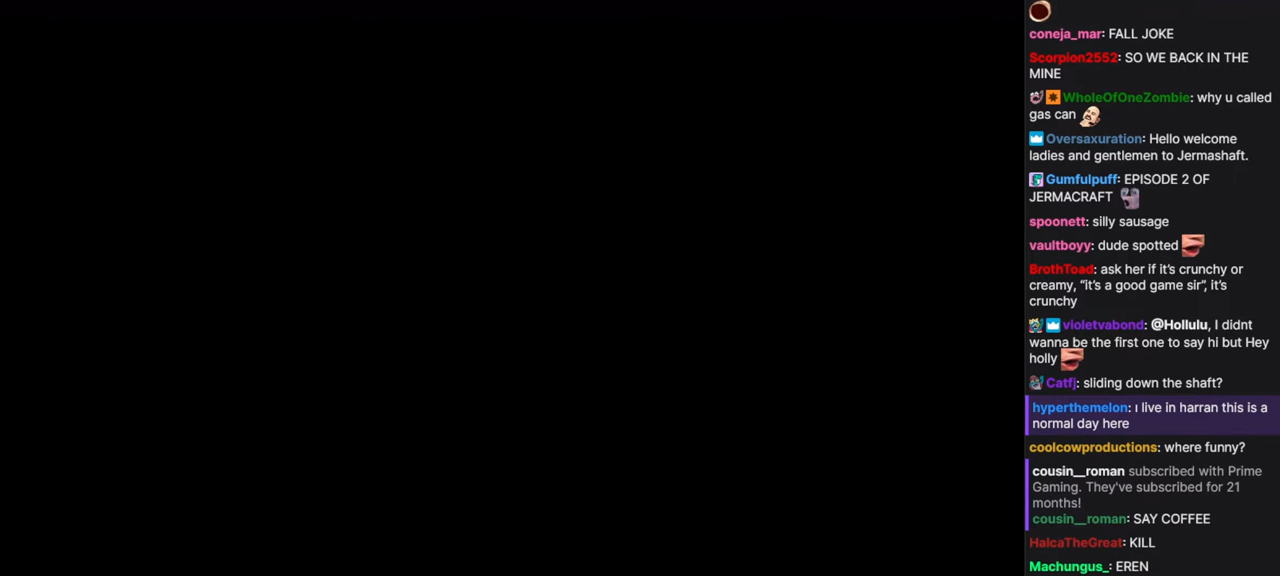 coneja_mar: FALL JOKE
Scorpion2552: SO WE BACK IN THE
MINE
WholeOfOneZombie: why u called
gas can
Oversaxuration: Hello welcome
ladies and gentlemen to Jermashaft.
Gumfulpuff: EPISODE 2 OF
JERMACRAFT
spoonett: silly sausage
vaultboyy: dude spotted
BrothToad: ask her if it’s crunchy or
creamy, “it’s a good game sir”, it’s
crunchy
violetvabond: @Hollulu, I didnt
wanna be the first one to say hi but Hey
holly
Catfj: sliding down the shaft?
hyperthemelon: ı live in harran this is a
normal day here
coolcowproductions: where funny?
cousin__roman subscribed with Prime
Gaming. They've subscribed for 21
months!
cousin__roman: SAY COFFEE
HalcaTheGreat: KILL
Machungus_: EREN